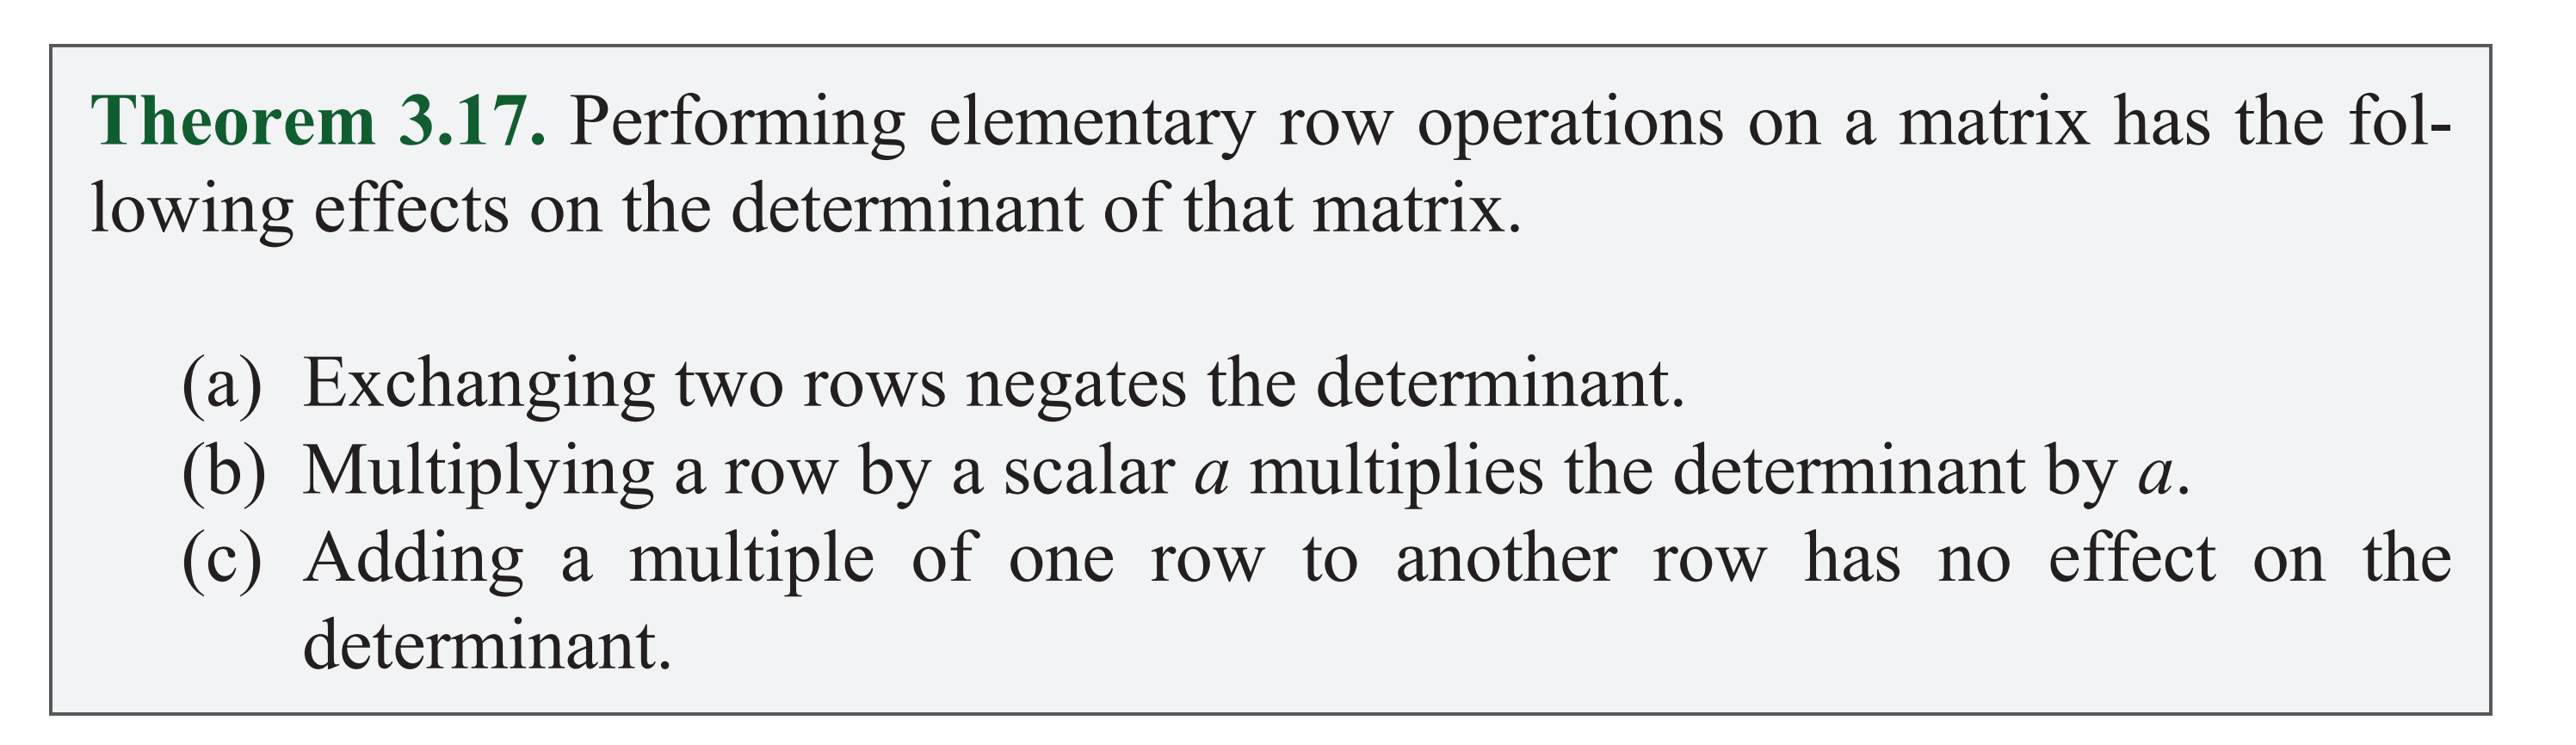 Theorem 3.17. Performing elementary row operations on a matrix has the fol-
lowing effects on the determinant of that matrix.
(a) Exchanging two rows negates the determinant.
(b) Multiplying a row by a scalar a multiplies the determinant by a.
(c) Adding a multiple of one row to another row has no effect on the
determinant.